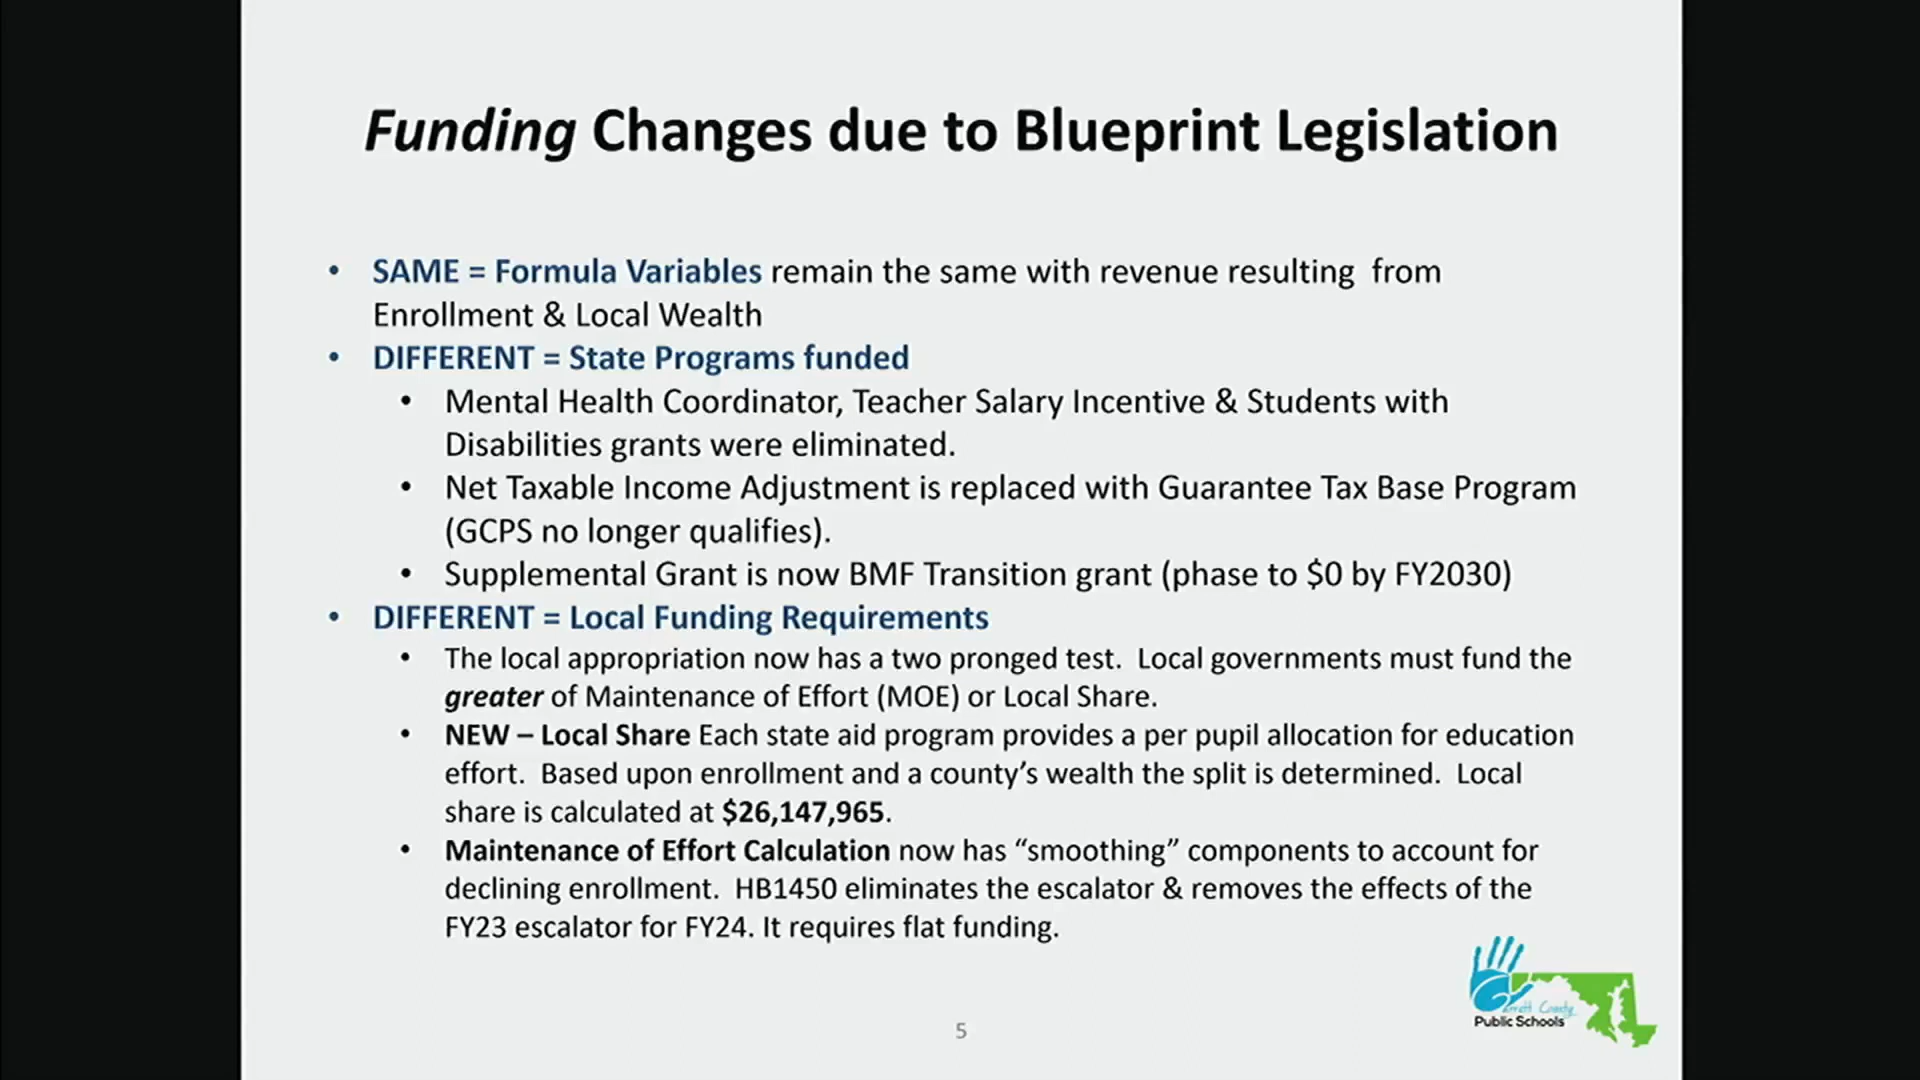 Funding Changes due to Blueprint Legislation
• SAME = Formula Variables remain the same with revenue resulting from
Enrollment & Local Wealth
• DIFFERENT = State Programs funded
• Mental Health Coordinator, Teacher Salary Incentive & Students with
Disabilities grants were eliminated.
• Net Taxable Income Adjustment is replaced with Guarantee Tax Base Program
(GCPS no longer qualifies).
• Supplemental Grant is now BMF Transition grant (phase to $0 by FY2030)
• DIFFERENT = Local Funding Requirements
• The local appropriation now has a two pronged test. Local governments must fund the
greater of Maintenance of Effort (MOE) or Local Share.
• NEW – Local Share Each state aid program provides a per pupil allocation for education
effort. Based upon enrollment and a county’s wealth the split is determined. Local
share is calculated at $26,147,965.
• Maintenance of Effort Calculation now has “smoothing” components to account for
declining enrollment. HB1450 eliminates the escalator & removes the effects of the
FY23 escalator for FY24. It requires flat funding.
Garrett County
Public Schools
5